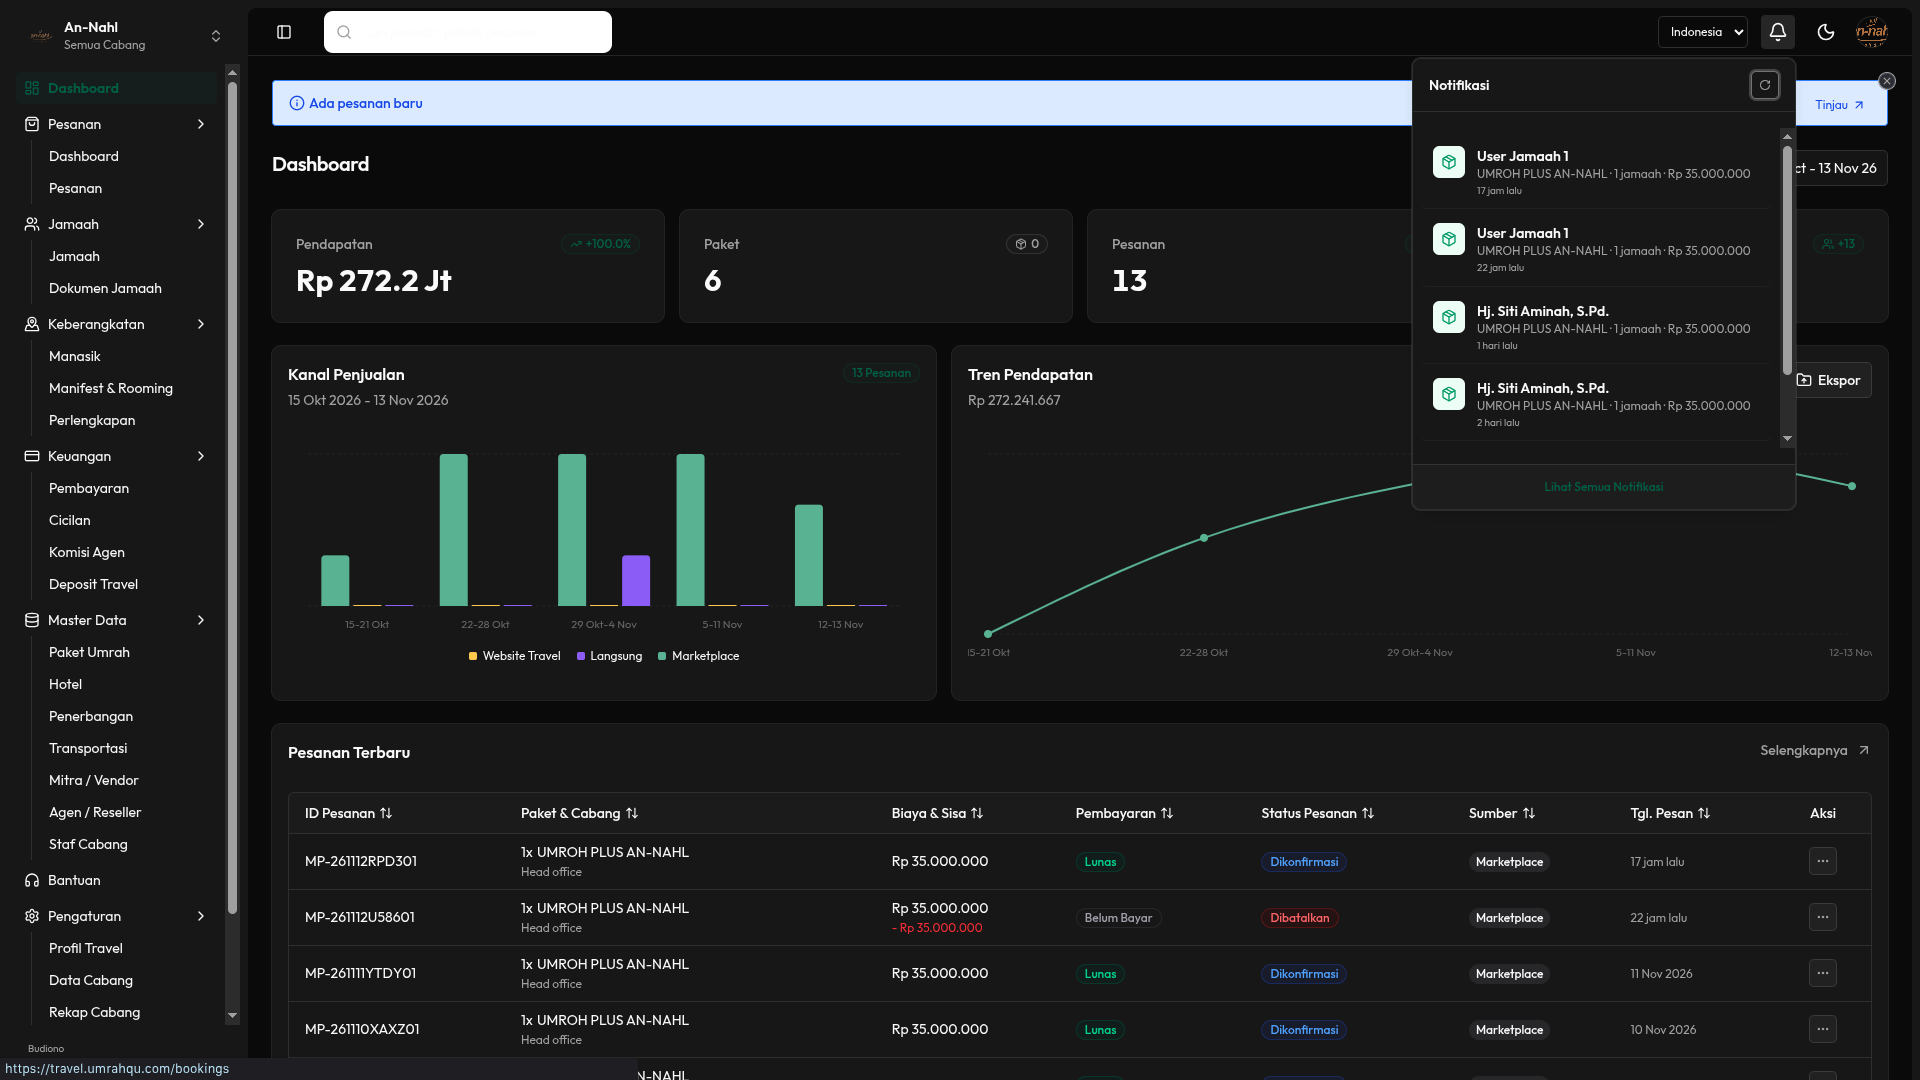 An-Nahl
Semua Cabang
Dashboard
Pesanan
Dashboard
Pesanan
Jamaah
Jamaah
Dokumen Jamaah
Keberangkatan
Manasik
Manifest & Rooming
Perlengkapan
Keuangan
Pembayaran
Cicilan
Komisi Agen
Deposit Travel
Master Data
Paket Umrah
Hotel
Penerbangan
Transportasi
Mitra / Vendor
Agen / Reseller
Staf Cabang
Bantuan
Pengaturan
Profil Travel
Data Cabang
Rekap Cabang
Budiono
https://travel.umrahqu.com/bookings
Indonesia
Ada pesanan baru
Tinjau
Dashboard
ct - 13 Nov 26
Pendapatan
+100.0%
Rp 272.2 Jt
Paket
0
6
Pesanan
13
+13
Notifikasi
User Jamaah 1
UMROH PLUS AN-NAHL · 1 jamaah · Rp 35.000.000
17 jam lalu
User Jamaah 1
UMROH PLUS AN-NAHL · 1 jamaah · Rp 35.000.000
22 jam lalu
Hj. Siti Aminah, S.Pd.
UMROH PLUS AN-NAHL · 1 jamaah · Rp 35.000.000
1 hari lalu
Hj. Siti Aminah, S.Pd.
UMROH PLUS AN-NAHL · 1 jamaah · Rp 35.000.000
2 hari lalu
Lihat Semua Notifikasi
Kanal Penjualan
13 Pesanan
15 Okt 2026 - 13 Nov 2026
15-21 Okt
22-28 Okt
29 Okt-4 Nov
5-11 Nov
12-13 Nov
Website Travel
Langsung
Marketplace
Tren Pendapatan
Rp 272.241.667
Ekspor
15-21 Okt
22-28 Okt
29 Okt-4 Nov
5-11 Nov
12-13 Nov
Pesanan Terbaru
Selengkapnya
ID Pesanan
Paket & Cabang
Biaya & Sisa
Pembayaran
Status Pesanan
Sumber
Tgl. Pesan
Aksi
MP-261112RPD301
1x UMROH PLUS AN-NAHL
Head office
Rp 35.000.000
Lunas
Dikonfirmasi
Marketplace
17 jam lalu
MP-261112U58601
1x UMROH PLUS AN-NAHL
Head office
Rp 35.000.000
- Rp 35.000.000
Belum Bayar
Dibatalkan
Marketplace
22 jam lalu
MP-261111YTDY01
1x UMROH PLUS AN-NAHL
Head office
Rp 35.000.000
Lunas
Dikonfirmasi
Marketplace
11 Nov 2026
MP-261110XAXZ01
1x UMROH PLUS AN-NAHL
Head office
Rp 35.000.000
Lunas
Dikonfirmasi
Marketplace
10 Nov 2026
N-NAHL